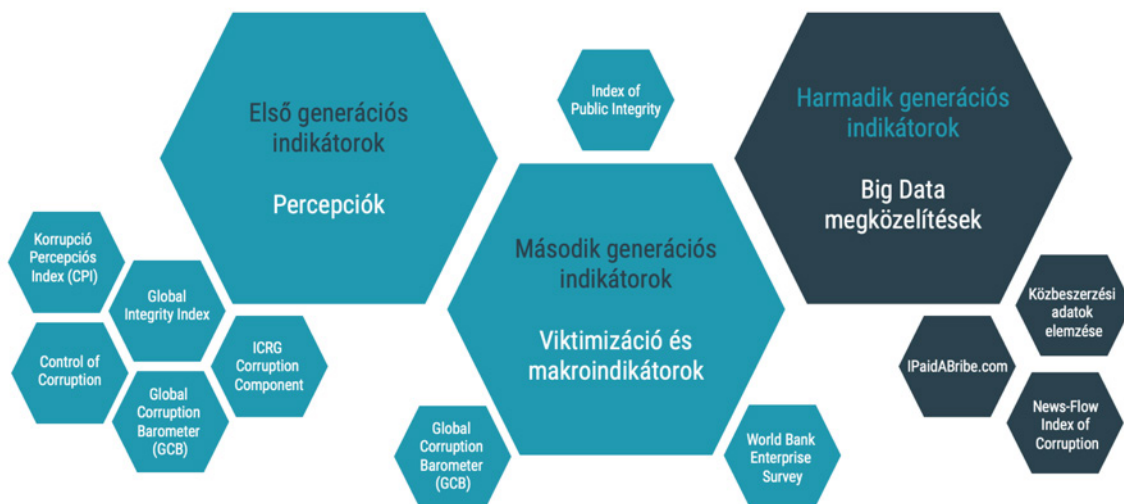 Első generációs
indikátorok
Percepciók
Korrupció
Percepciós
Index (CPI)
Global
Integrity Index
Control of
Corruption
ICRG
Corruption
Component
Global
Corruption
Barometer
(GCB)
Index of
Public Integrity
Második generációs
indikátorok
Viktimizáció és
makroindikátorok
Global
Corruption
Barometer
(GCB)
World Bank
Enterprise
Survey
Harmadik generációs
indikátorok
Big Data
megközelítések
Közbeszerzési
adatok
elemzése
IPaidABribe.com
News-Flow
Index of
Corruption